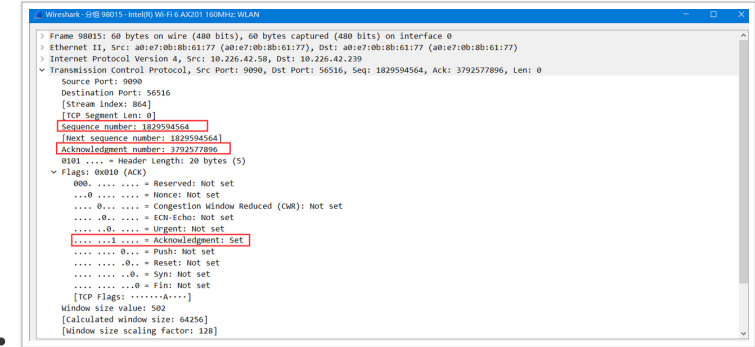 Wireshark · 分组 98015 · Intel(R) Wi-Fi 6 AX201 160MHz: WLAN
Frame 98015: 60 bytes on wire (480 bits), 60 bytes captured (480 bits) on interface 0
Ethernet II, Src: a0:e7:0b:8b:61:77 (a0:e7:0b:8b:61:77), Dst: a0:e7:0b:8b:61:77 (a0:e7:0b:8b:61:77)
Internet Protocol Version 4, Src: 10.226.42.58, Dst: 10.226.42.239
Transmission Control Protocol, Src Port: 9090, Dst Port: 56516, Seq: 1829594564, Ack: 3792577896, Len: 0
Source Port: 9090
Destination Port: 56516
[Stream index: 864]
[TCP Segment Len: 0]
Sequence number: 1829594564
[Next sequence number: 1829594564]
Acknowledgment number: 3792577896
0101 .... = Header Length: 20 bytes (5)
Flags: 0x010 (ACK)
000. .... .... = Reserved: Not set
...0 .... .... = Nonce: Not set
.... 0... .... = Congestion Window Reduced (CWR): Not set
.... .0.. .... = ECN-Echo: Not set
.... ..0. .... = Urgent: Not set
.... ...1 .... = Acknowledgment: Set
.... .... 0... = Push: Not set
.... .... .0.. = Reset: Not set
.... .... ..0. = Syn: Not set
.... .... ...0 = Fin: Not set
[TCP Flags: ·······A····]
Window size value: 502
[Calculated window size: 64256]
[Window size scaling factor: 128]